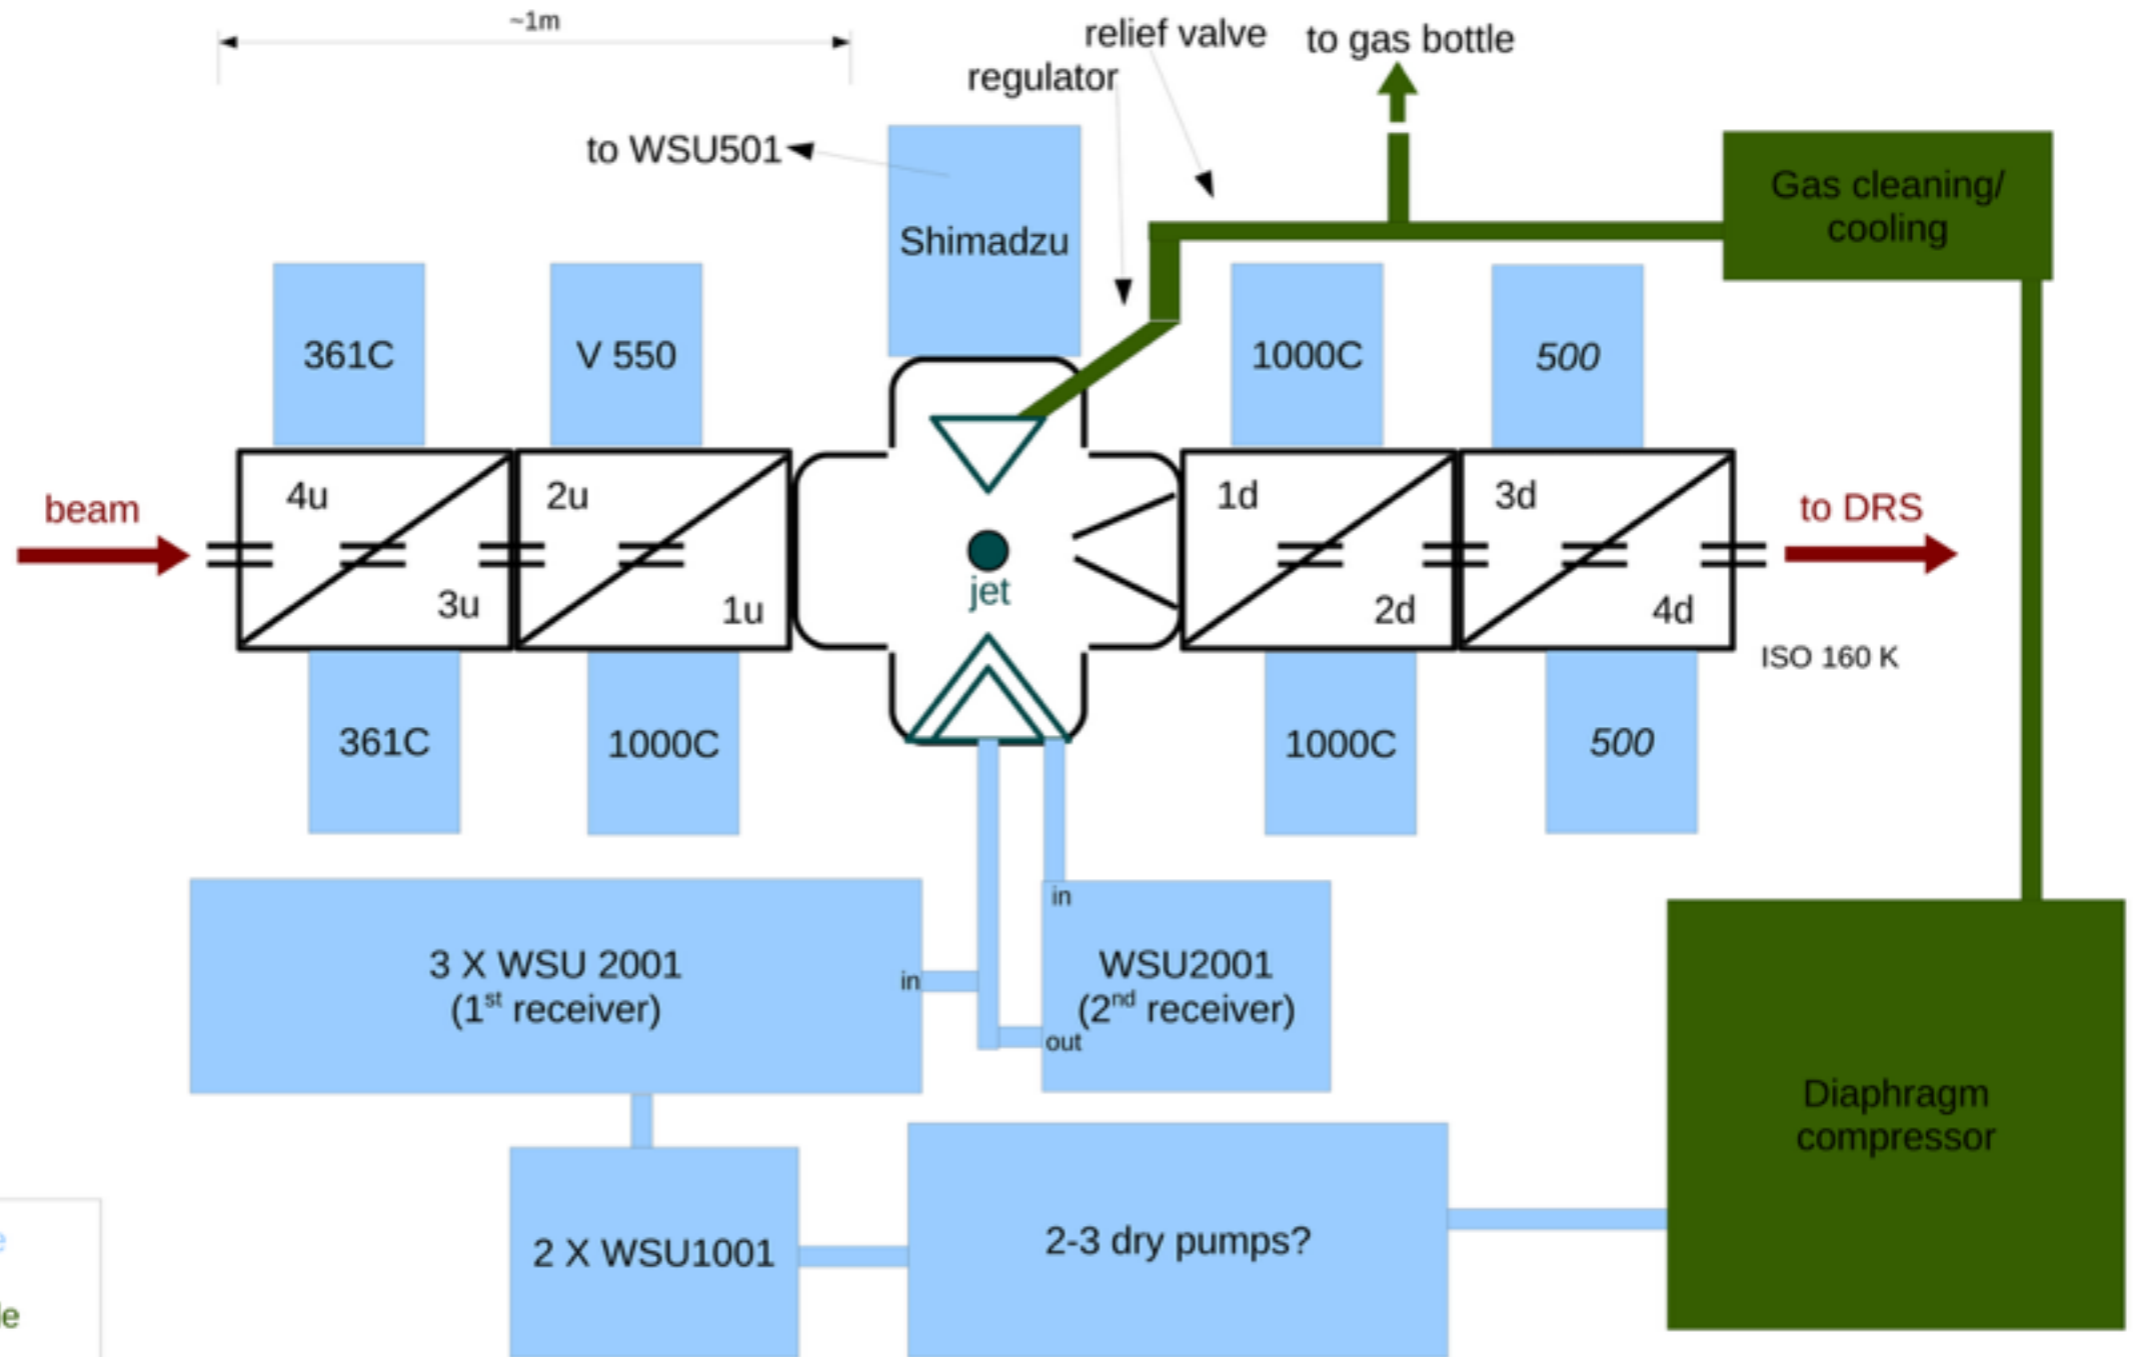 ~1m
relief valve
to gas bottle
regulator
to WSU501
Shimadzu
Gas cleaning/
cooling
361C
V 550
1000C
500
beam
4u
3u
2u
1u
jet
1d
2d
3d
4d
to DRS
ISO 160 K
361C
1000C
1000C
500
3 X WSU 2001
(1st receiver)
in
in
WSU2001
(2nd receiver)
out
Diaphragm
compressor
2 X WSU1001
2-3 dry pumps?